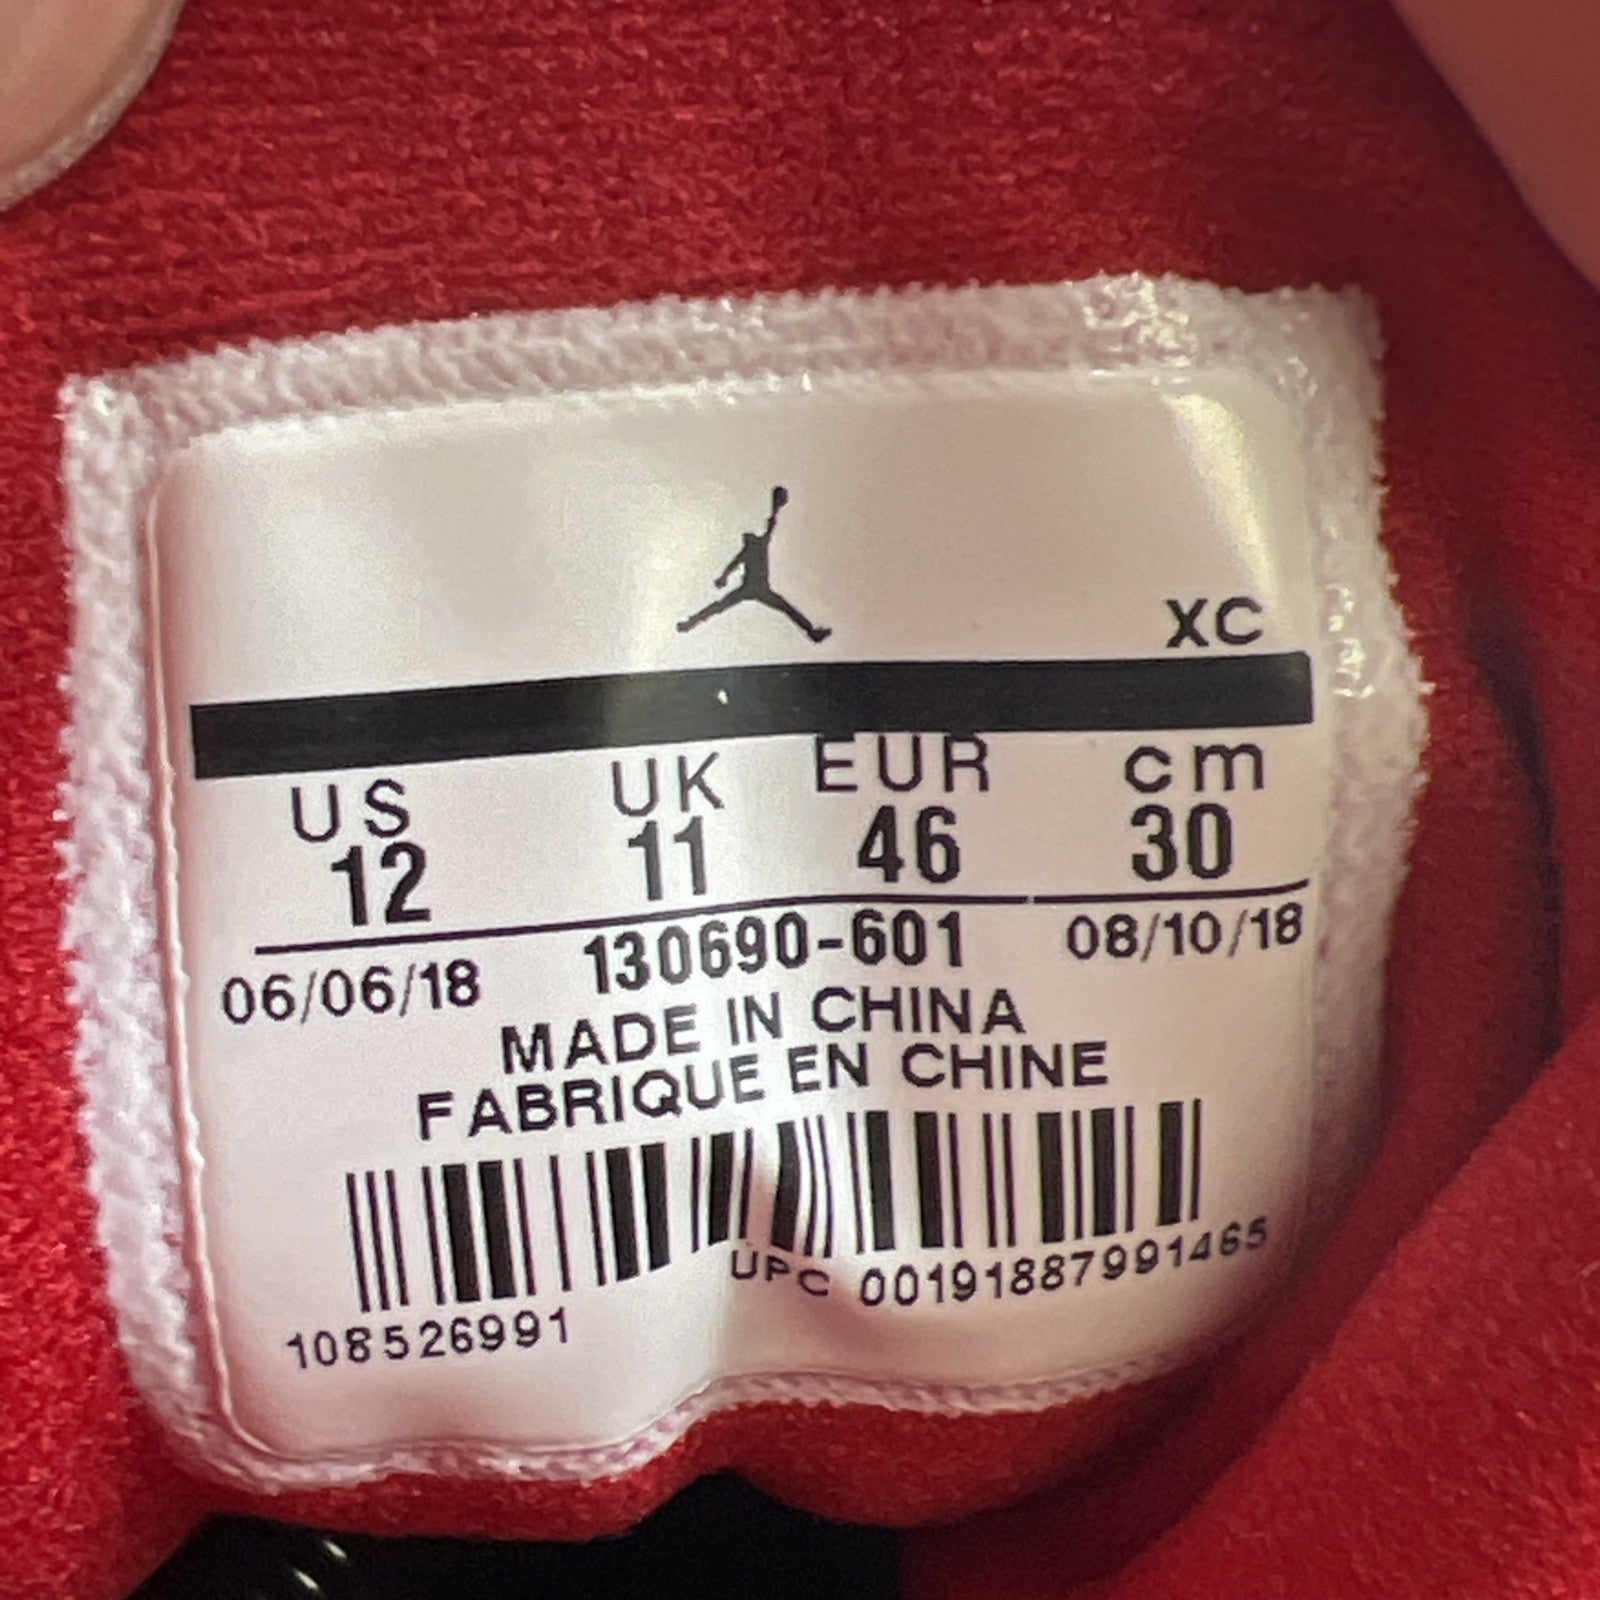 XC
US UK EUR cm
12 11 46 30
06/06/18 130690-601 08/10/18
MADE IN CHINA
FABRIQUE EN CHINE
UPC 00191887991465
108526991